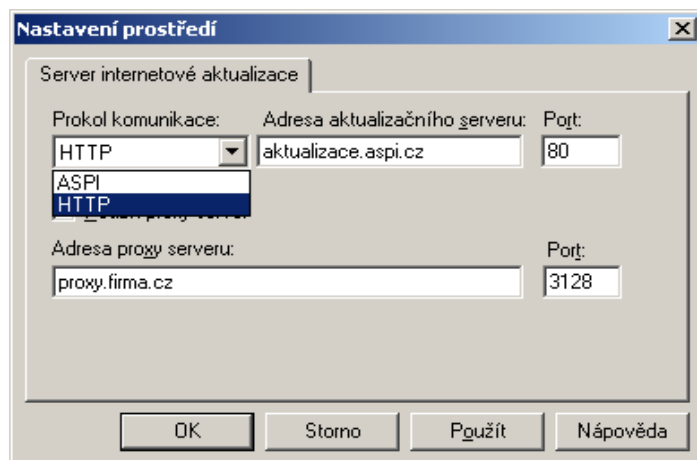 Nastavení prostředí
Server internetové aktualizace
Prokol komunikace: Adresa aktualizačního serveru: Port:
HTTP aktualizace.aspi.cz 80
ASPI
HTTP
Adresa proxy serveru: Port:
proxy.firma.cz 3128
OK Storno Použít Nápověda